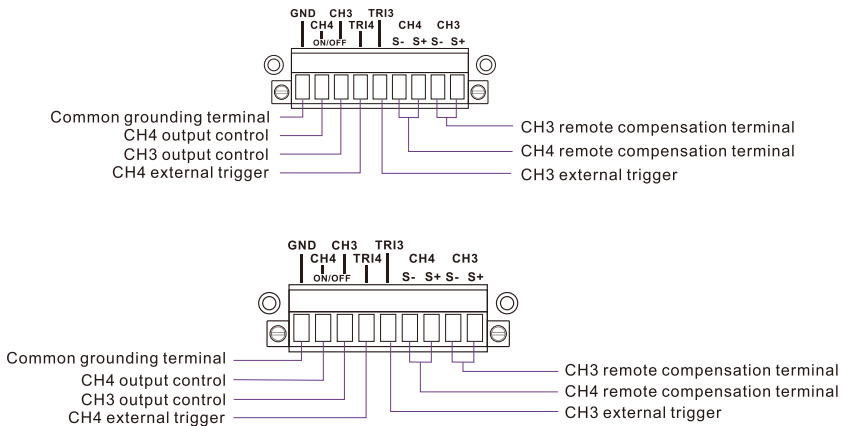 GND CH3 TRI3
CH4 TRI4 CH4 CH3
ON/OFF S- S+ S- S+
Common grounding terminal
CH4 output control
CH3 output control
CH4 external trigger
CH3 remote compensation terminal
CH4 remote compensation terminal
CH3 external trigger
GND CH3 TRI3
CH4 TRI4 CH4 CH3
ON/OFF S- S+ S- S+
Common grounding terminal
CH4 output control
CH3 output control
CH4 external trigger
CH3 remote compensation terminal
CH4 remote compensation terminal
CH3 external trigger